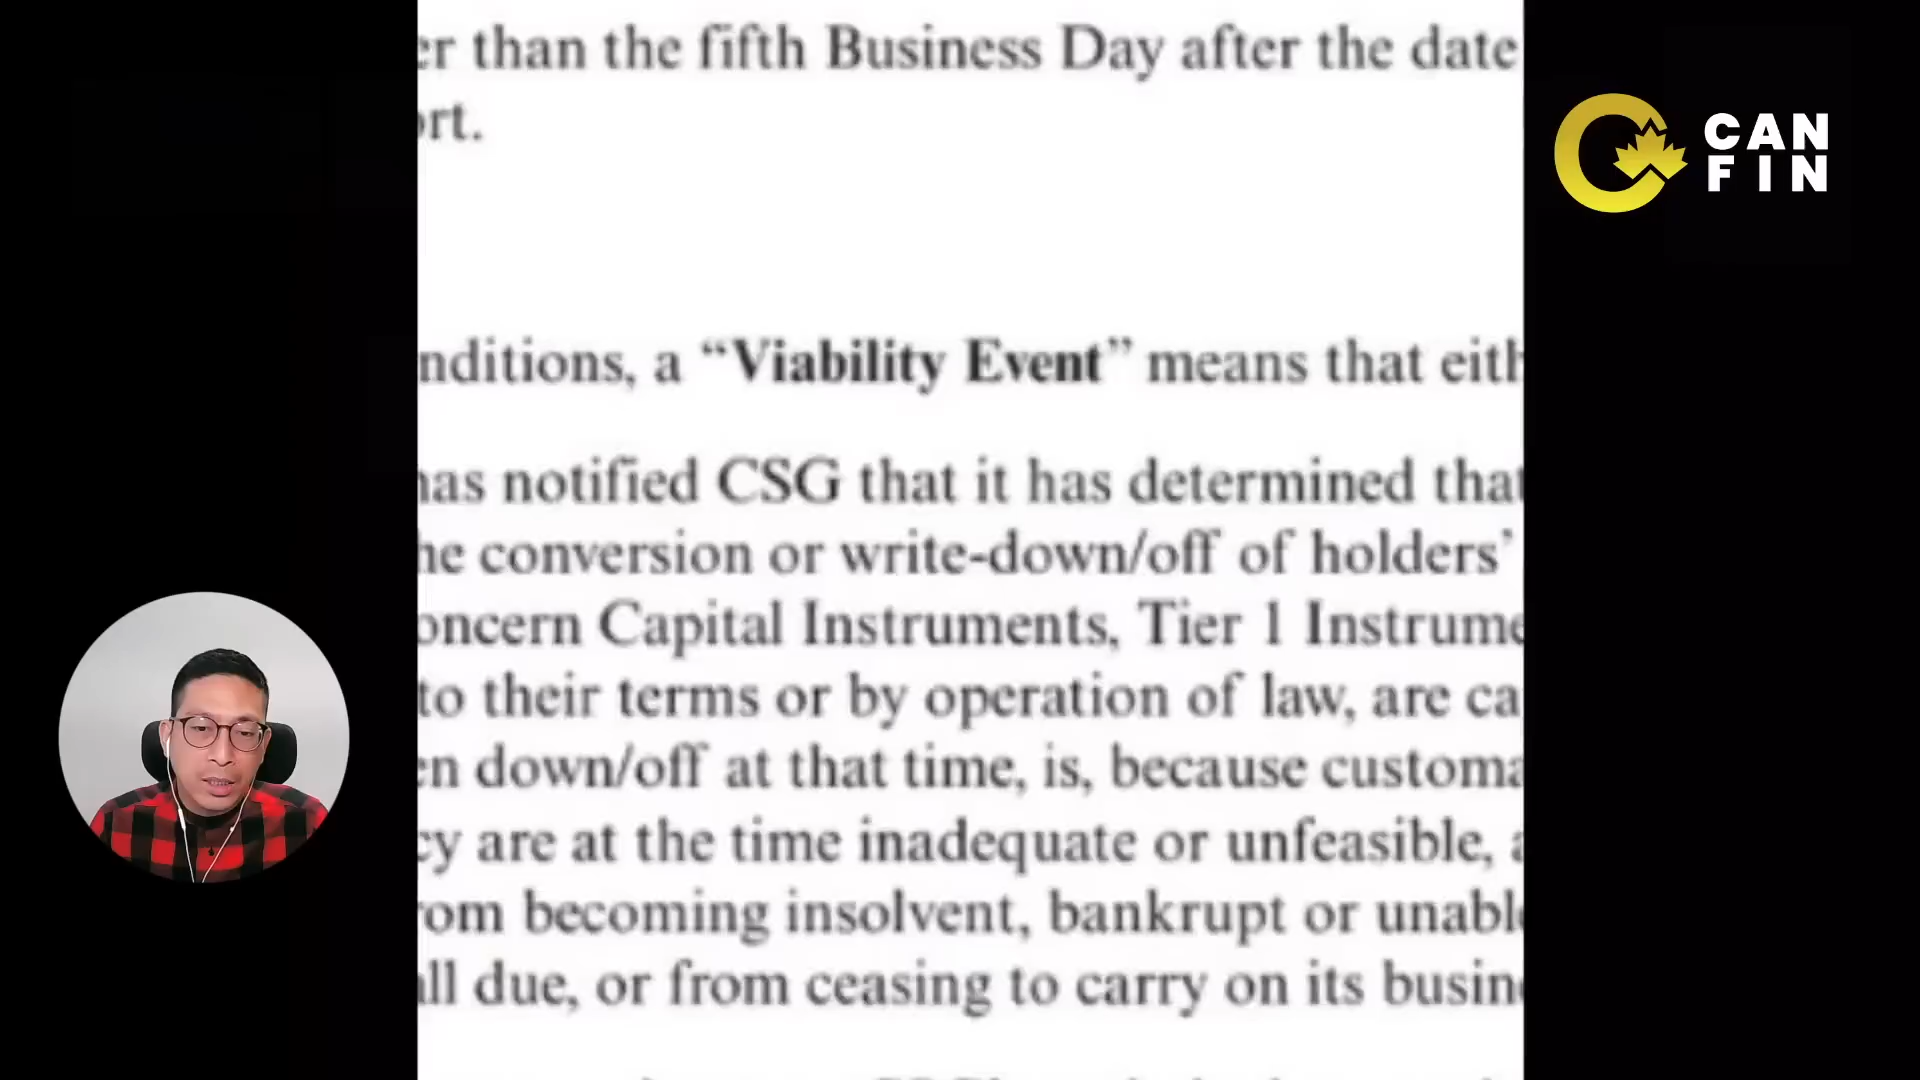 er than the fifth Business Day after the date
ort.
nditions, a “Viability Event” means that eith
has notified CSG that it has determined that
he conversion or write-down/off of holders’
oncern Capital Instruments, Tier 1 Instrume
to their terms or by operation of law, are ca
en down/off at that time, is, because customa
cy are at the time inadequate or unfeasible, a
rom becoming insolvent, bankrupt or unable
all due, or from ceasing to carry on its busine
CAN
FIN